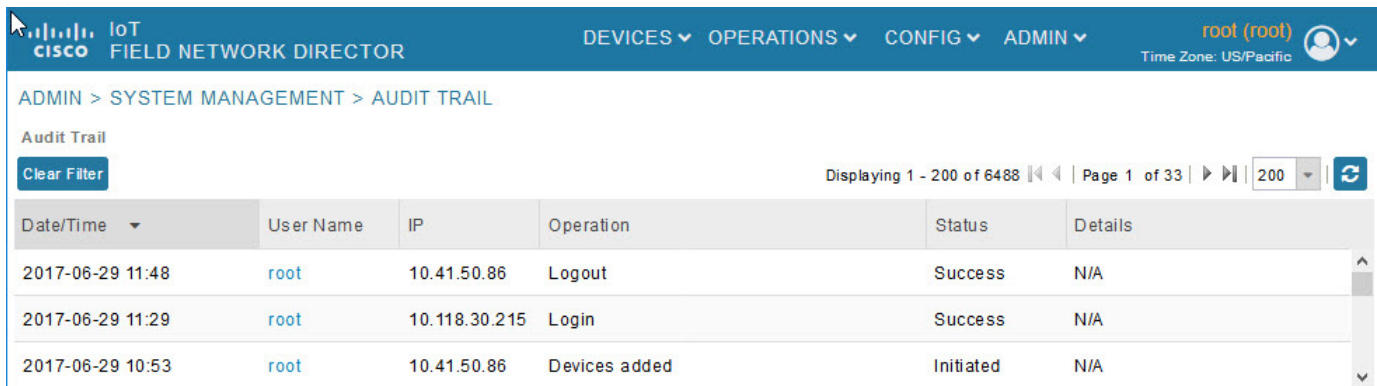 CISCO IoT FIELD NETWORK DIRECTOR
DEVICES OPERATIONS CONFIG ADMIN
root (root)
Time Zone: US/Pacific
ADMIN > SYSTEM MANAGEMENT > AUDIT TRAIL
Audit Trail
Clear Filter
Displaying 1 - 200 of 6488 | Page 1 of 33 | 200
Date/Time User Name IP Operation Status Details
2017-06-29 11:48 root 10.41.50.86 Logout Success N/A
2017-06-29 11:29 root 10.118.30.215 Login Success N/A
2017-06-29 10:53 root 10.41.50.86 Devices added Initiated N/A